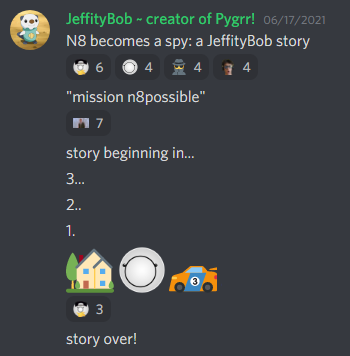 JeffityBob ~ creator of Pygrr! 06/17/2021
N8 becomes a spy: a JeffityBob story
6 4 4 4
"mission n8possible"
7
story beginning in...
3...
2..
1.
3
3
story over!